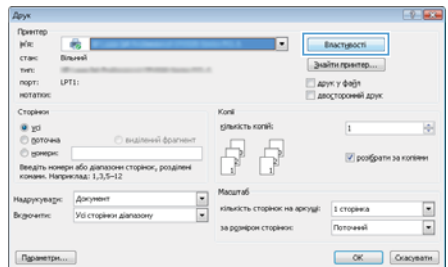 Друк
Принтер
Ім'я:
Властивості
стан: Вільний
тип:
Знайти принтер...
порт: LPT1:
друк у файл
нотатки:
двосторонній друк
Сторінки
усі
поточна
виділений фрагмент
номери:
Введіть номери або діапазони сторінок, розділені
комами. Наприклад: 1,3,5–12
Копії
кількість копій: 1
розібрати за копіями
Надрукувати: Документ
Включити: Усі сторінки діапазону
Масштаб
кількість сторінок на аркуші: 1 сторінка
за розміром сторінки: Поточний
Параметри...
ОК
Скасувати